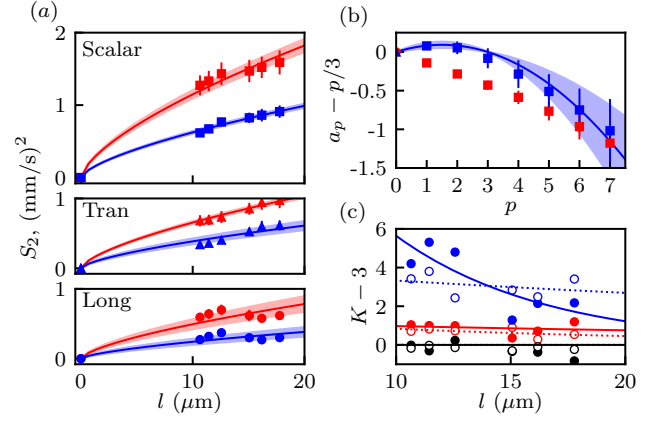 (a)
2
Scalar
1
0
1
Tran
0
1
Long
0
0
10
20
l (μm)
S₂, (mm/s)²
(b)
0
-0.5
-1
-1.5
0 1 2 3 4 5 6 7
p
a_p − p/3
(c)
6
4
2
0
10
15
20
l (μm)
K − 3